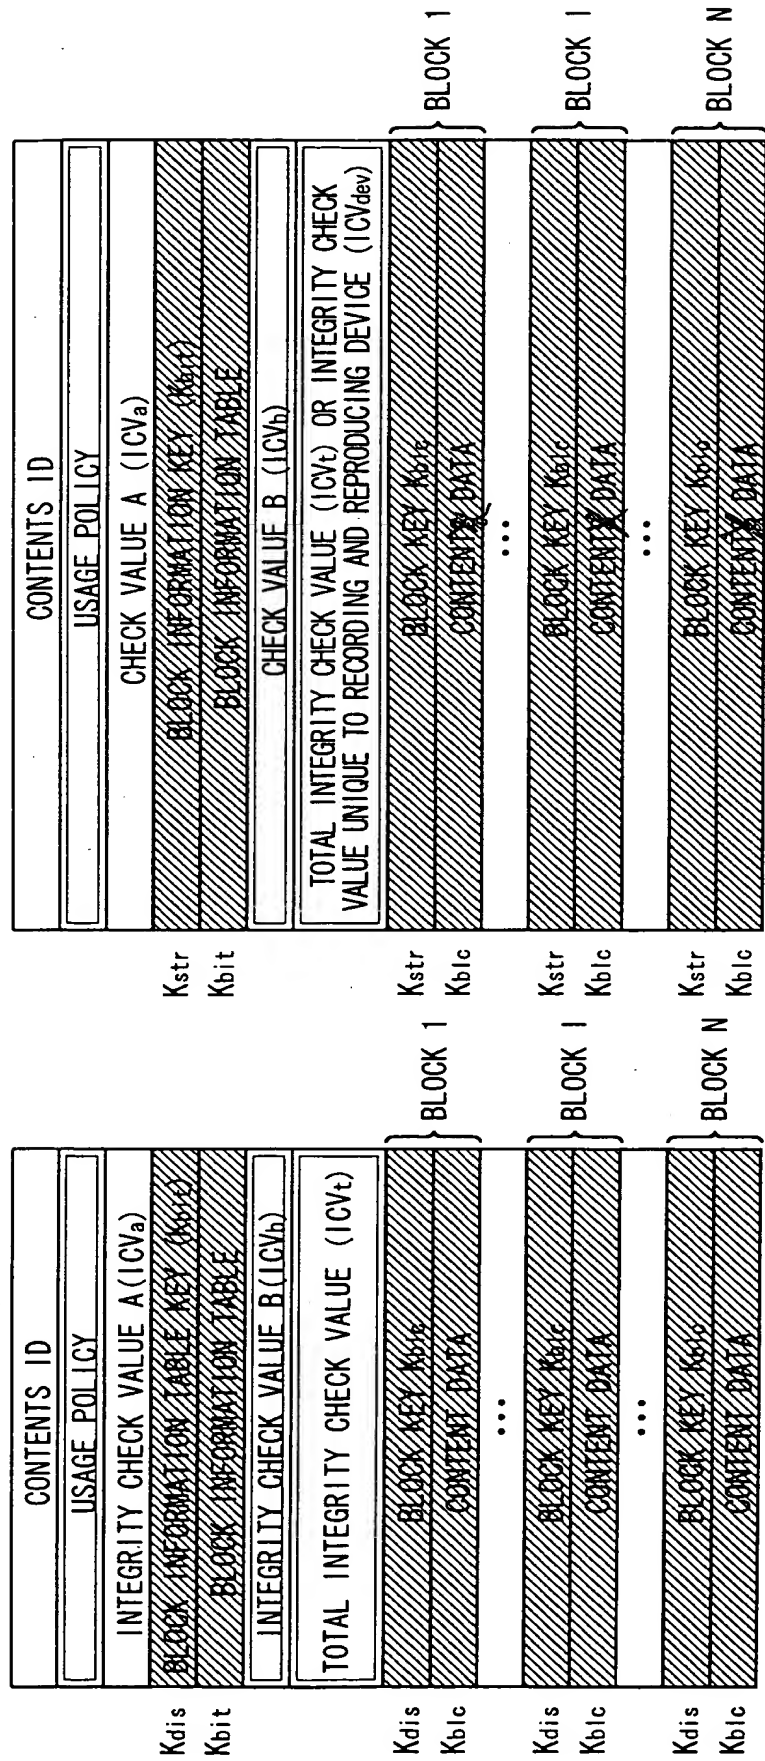 CONTENTS ID
USAGE POLICY
INTEGRITY CHECK VALUE A(ICVa)
Kdis BLOCK INFORMATION TABLE KEY (Kbit)
Kbit BLOCK INFORMATION TABLE
INTEGRITY CHECK VALUE B(ICVb)
TOTAL INTEGRITY CHECK VALUE (ICVt)
Kdis BLOCK KEY Kblc
Kblc CONTENT DATA
BLOCK 1
...
Kdis BLOCK KEY Kblc
Kblc CONTENT DATA
BLOCK I
...
Kdis BLOCK KEY Kblc
Kblc CONTENT DATA
BLOCK N
CONTENTS ID
USAGE POLICY
CHECK VALUE A (ICVa)
Kstr BLOCK INFORMATION KEY (Kbit)
Kbit BLOCK INFORMATION TABLE
CHECK VALUE B (ICVb)
TOTAL INTEGRITY CHECK VALUE (ICVt) OR INTEGRITY CHECK
VALUE UNIQUE TO RECORDING AND REPRODUCING DEVICE (ICVdev)
Kstr BLOCK KEY Kblc
Kblc CONTENT DATA
BLOCK 1
...
Kstr BLOCK KEY Kblc
Kblc CONTENT DATA
BLOCK I
...
Kstr BLOCK KEY Kblc
Kblc CONTENT DATA
BLOCK N